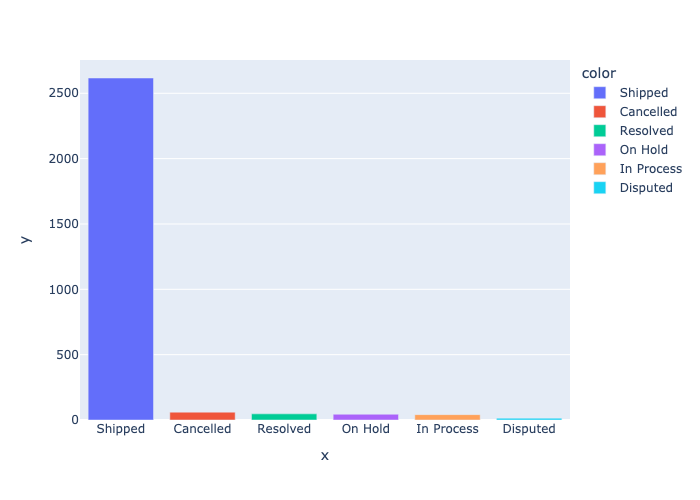 color
Shipped
Cancelled
Resolved
On Hold
In Process
Disputed
2500
2000
1500
1000
500
0
y
Shipped Cancelled Resolved On Hold In Process Disputed
x